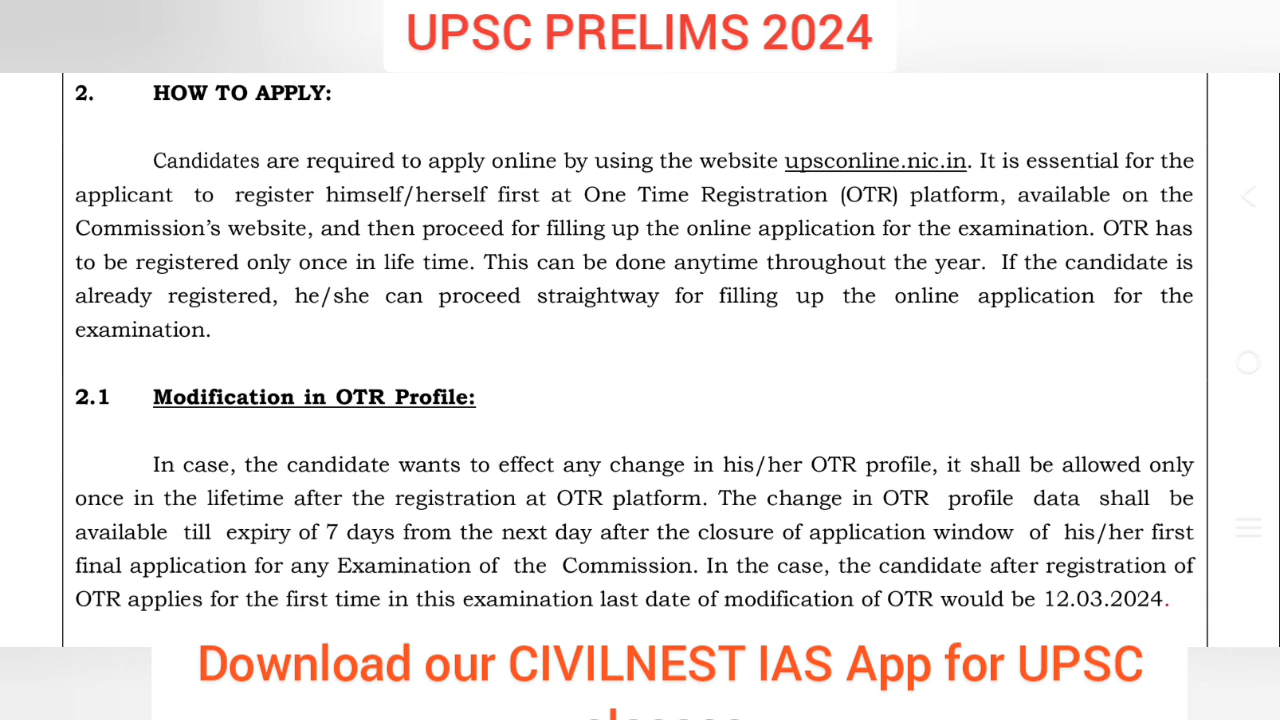 UPSC PRELIMS 2024
2. HOW TO APPLY:
Candidates are required to apply online by using the website upsconline.nic.in. It is essential for the
applicant to register himself/herself first at One Time Registration (OTR) platform, available on the
Commission's website, and then proceed for filling up the online application for the examination. OTR has
to be registered only once in life time. This can be done anytime throughout the year. If the candidate is
already registered, he/she can proceed straightway for filling up the online application for the
examination.
2.1 Modification in OTR Profile:
In case, the candidate wants to effect any change in his/her OTR profile, it shall be allowed only
once in the lifetime after the registration at OTR platform. The change in OTR profile data shall be
available till expiry of 7 days from the next day after the closure of application window of his/her first
final application for any Examination of the Commission. In the case, the candidate after registration of
OTR applies for the first time in this examination last date of modification of OTR would be 12.03.2024.
Download our CIVILNEST IAS App for UPSC